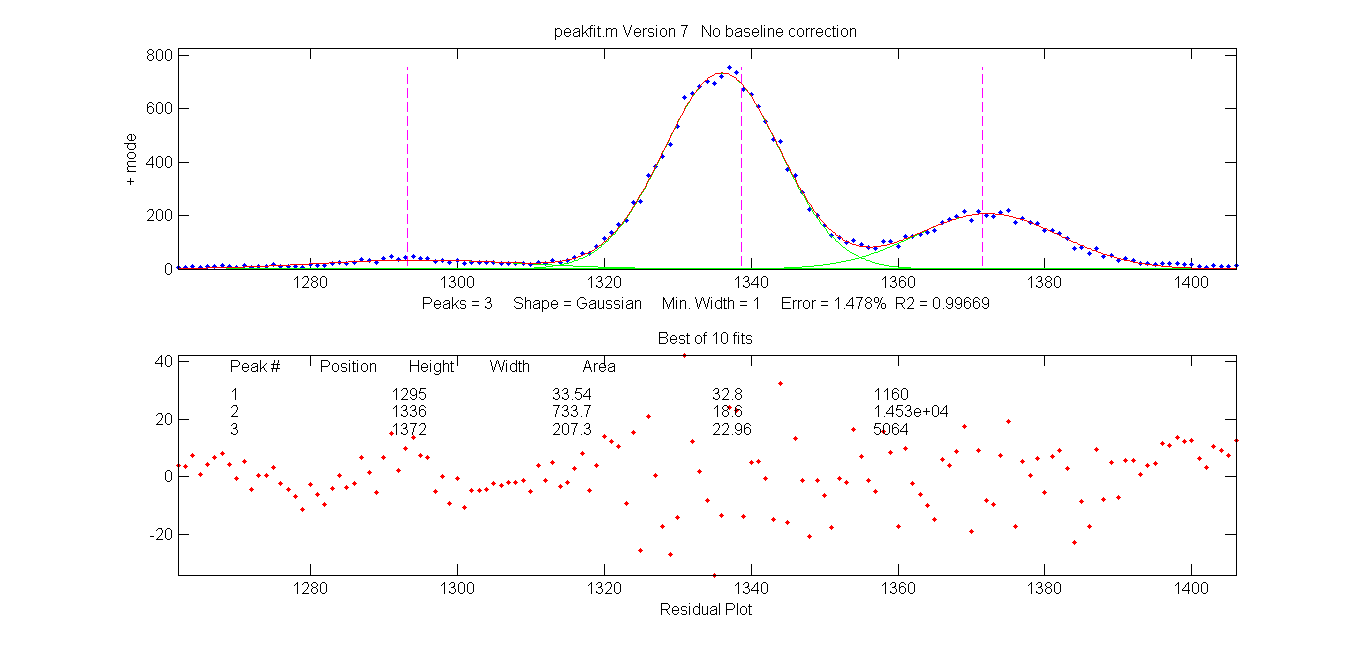 peakfit.m Version 7   No baseline correction
800
600
400
200
0
+ mode
1280 1300 1320 1340 1360 1380 1400
Peaks = 3     Shape = Gaussian     Min. Width = 1     Error = 1.478%  R2 = 0.99669
Best of 10 fits
40
20
0
-20
Peak # Position Height Width Area
1 1295 33.54 32.8 1160
2 1336 733.7 18.6 1.453e+04
3 1372 207.3 22.96 5064
1280 1300 1320 1340 1360 1380 1400
Residual Plot